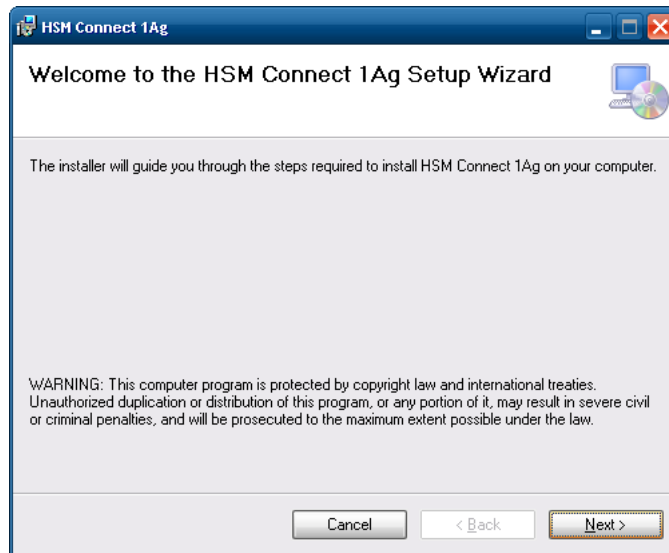 HSM Connect 1Ag
Welcome to the HSM Connect 1Ag Setup Wizard
The installer will guide you through the steps required to install HSM Connect 1Ag on your computer.
WARNING: This computer program is protected by copyright law and international treaties.
Unauthorized duplication or distribution of this program, or any portion of it, may result in severe civil
or criminal penalties, and will be prosecuted to the maximum extent possible under the law.
Cancel
< Back
Next >